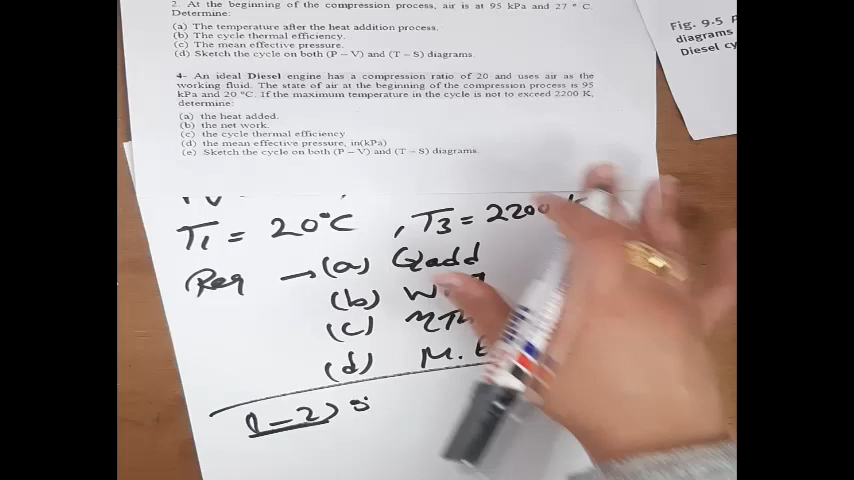 2. At the beginning of the compression process, air is at 95 kPa and 27 ° C.
Determine:
(a) The temperature after the heat addition process.
(b) The cycle thermal efficiency.
(c) The mean effective pressure.
(d) Sketch the cycle on both (P – V) and (T – S) diagrams.
4- An ideal Diesel engine has a compression ratio of 20 and uses air as the
working fluid. The state of air at the beginning of the compression process is 95
kPa and 20 °C. If the maximum temperature in the cycle is not to exceed 2200 K,
determine:
(a) the heat added.
(b) the net work.
(c) the cycle thermal efficiency
(d) the mean effective pressure, in(kPa)
(e) Sketch the cycle on both (P – V) and (T – S) diagrams.
Fig. 9.5
diagrams
Diesel cy
T1 = 20°C , T3 = 2200
Req → (a) Qadd
(b)
(c) ηTh
(d) M.E
(1-2) s